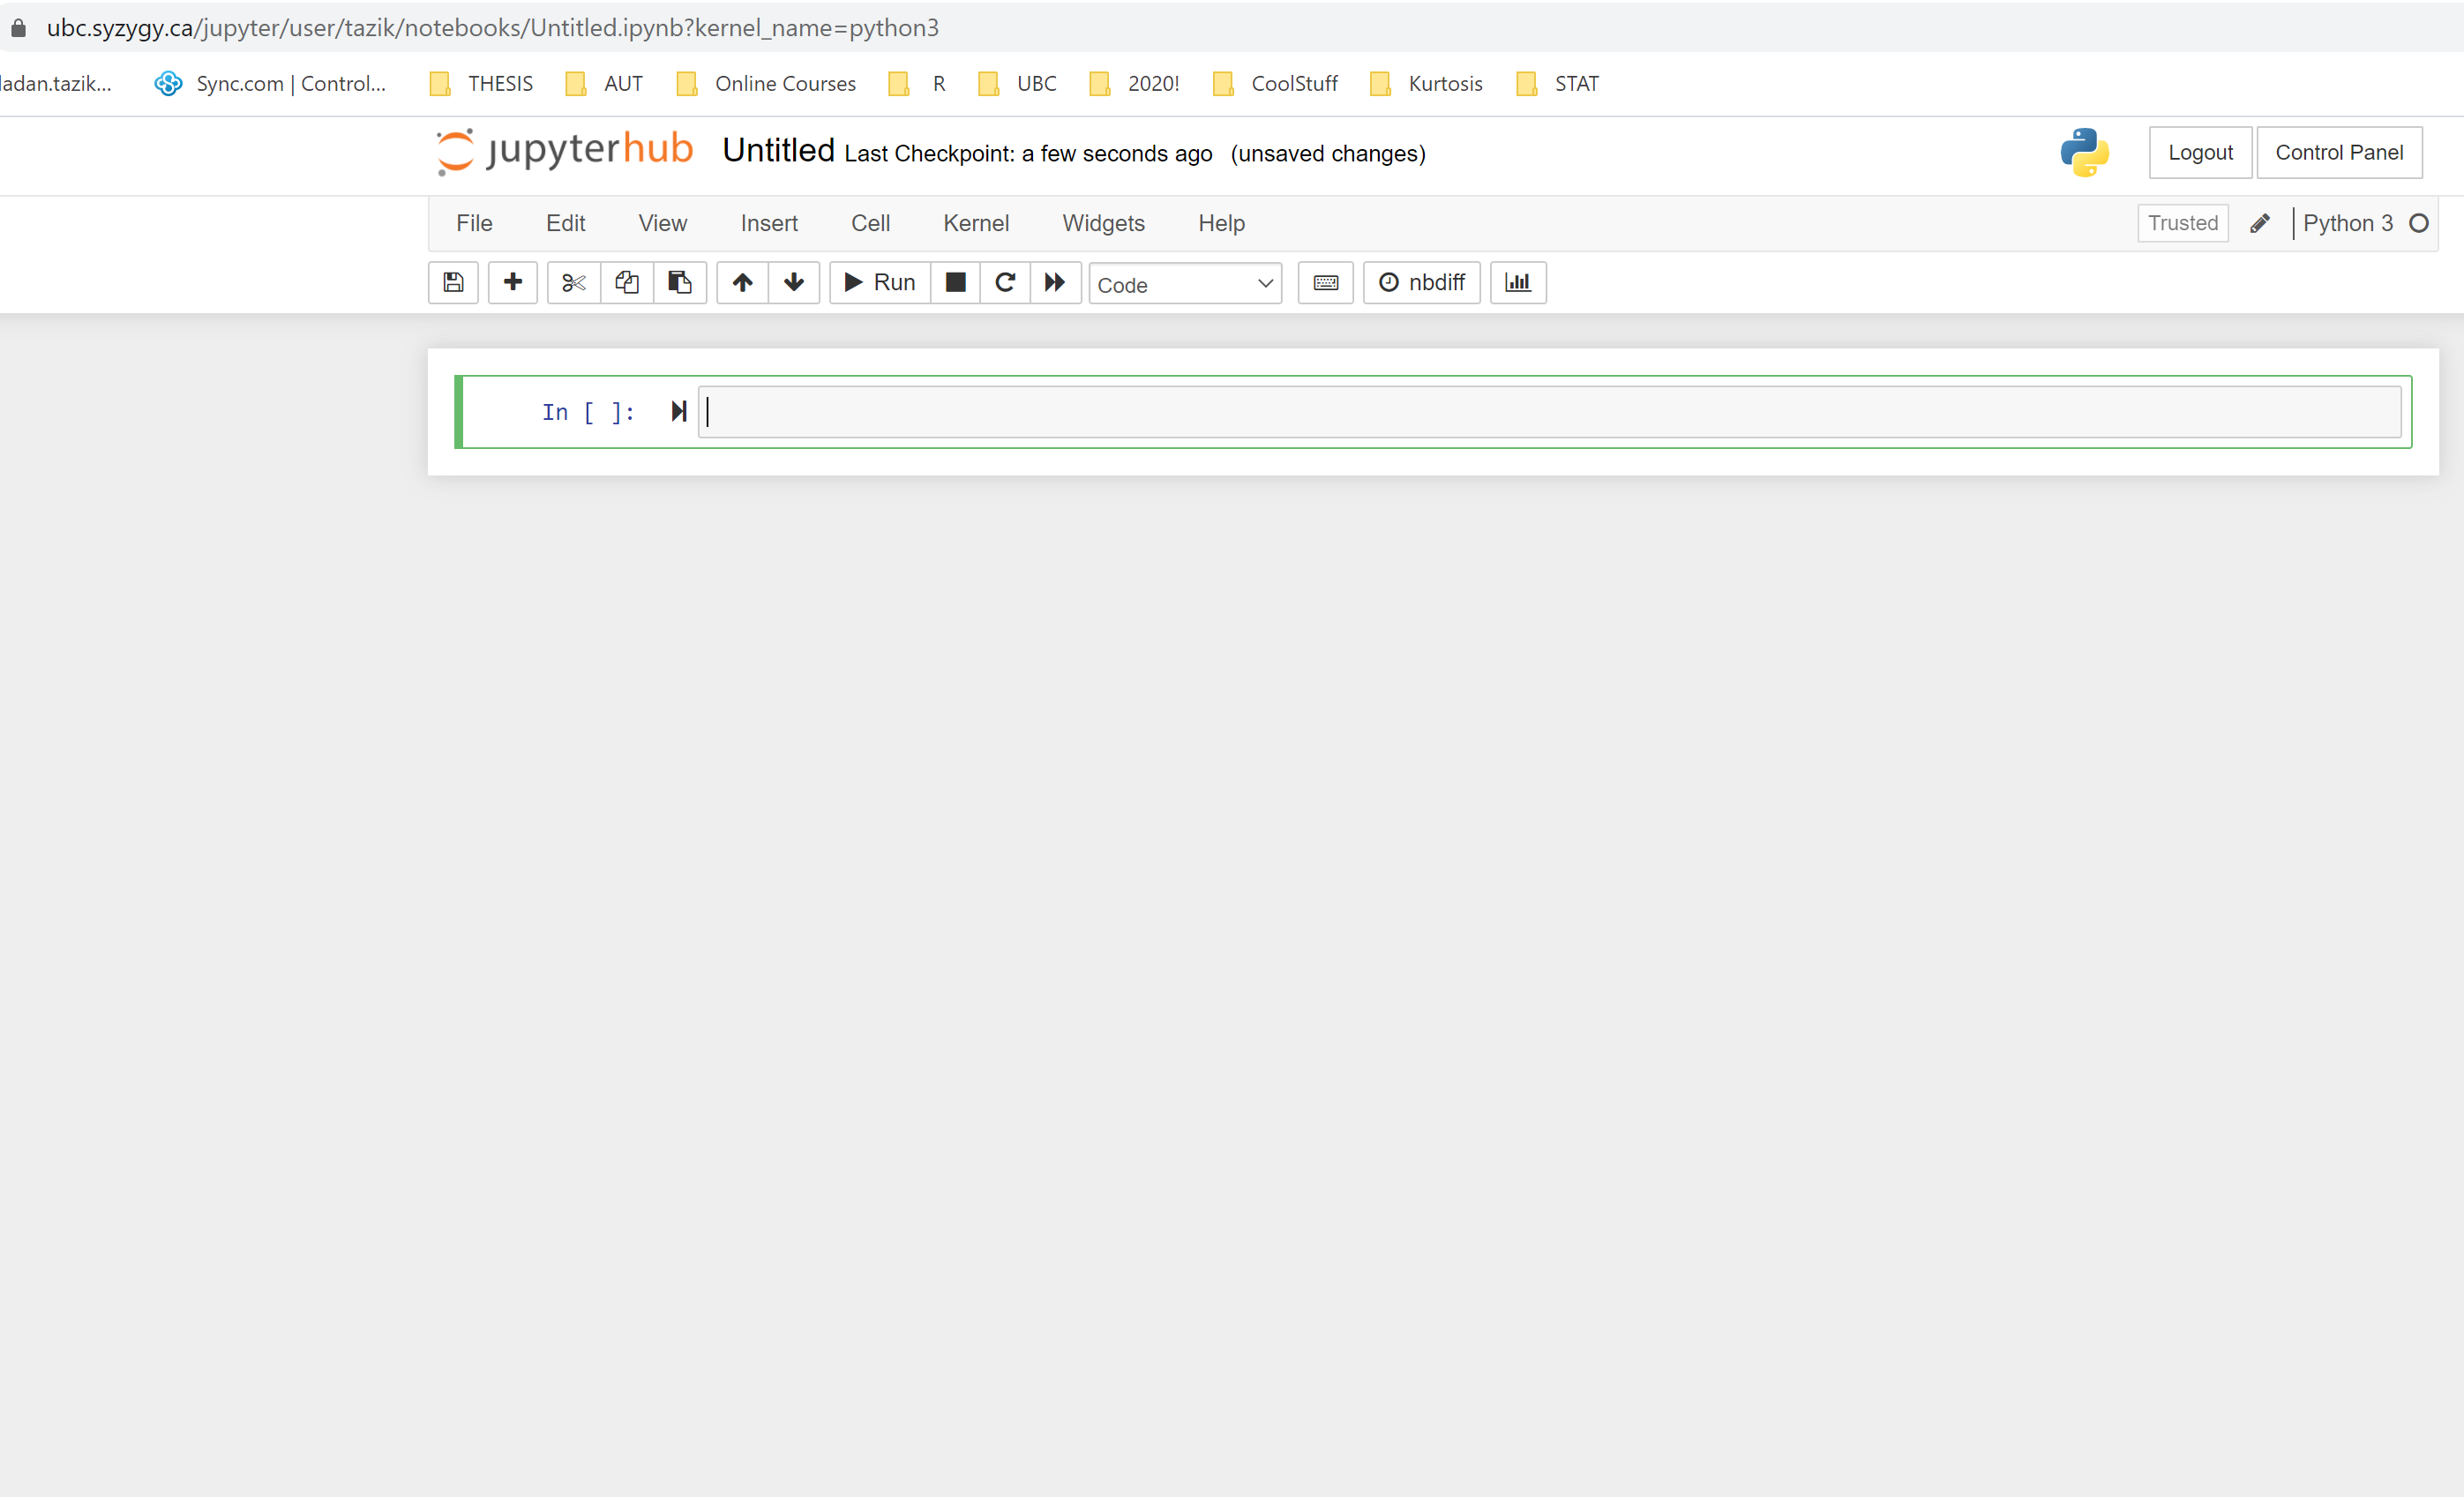 ubc.syzygy.ca/jupyter/user/tazik/notebooks/Untitled.ipynb?kernel_name=python3
adan.tazik... Sync.com | Control... THESIS AUT Online Courses R UBC 2020! CoolStuff Kurtosis STAT
jupyterhub Untitled Last Checkpoint: a few seconds ago (unsaved changes) Logout Control Panel
File Edit View Insert Cell Kernel Widgets Help Trusted Python 3
Run Code nbdiff
In [ ]: